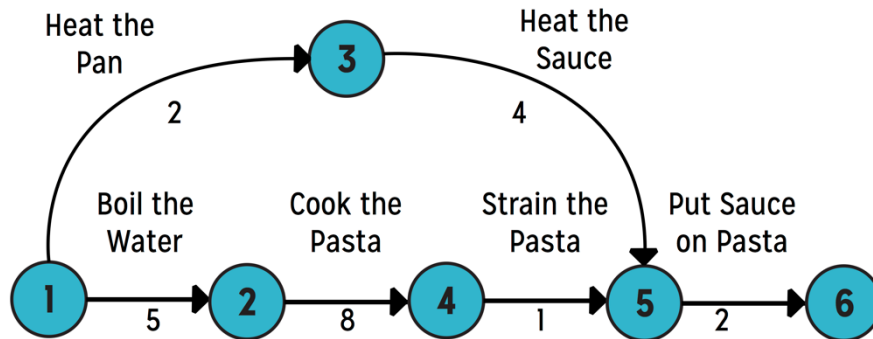 Heat the
Pan
3
Heat the
Sauce
2
4
Boil the
Water
Cook the
Pasta
Strain the
Pasta
Put Sauce
on Pasta
1
2
4
5
6
5
8
1
2